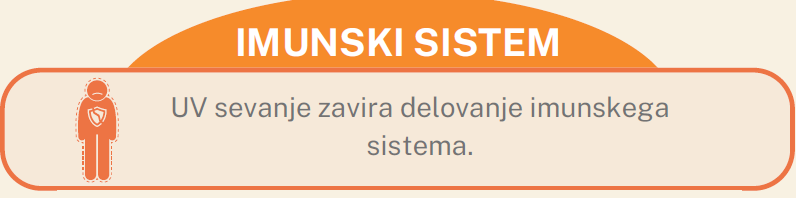 IMUNSKI SISTEM
UV sevanje zavira delovanje imunskega
sistema.